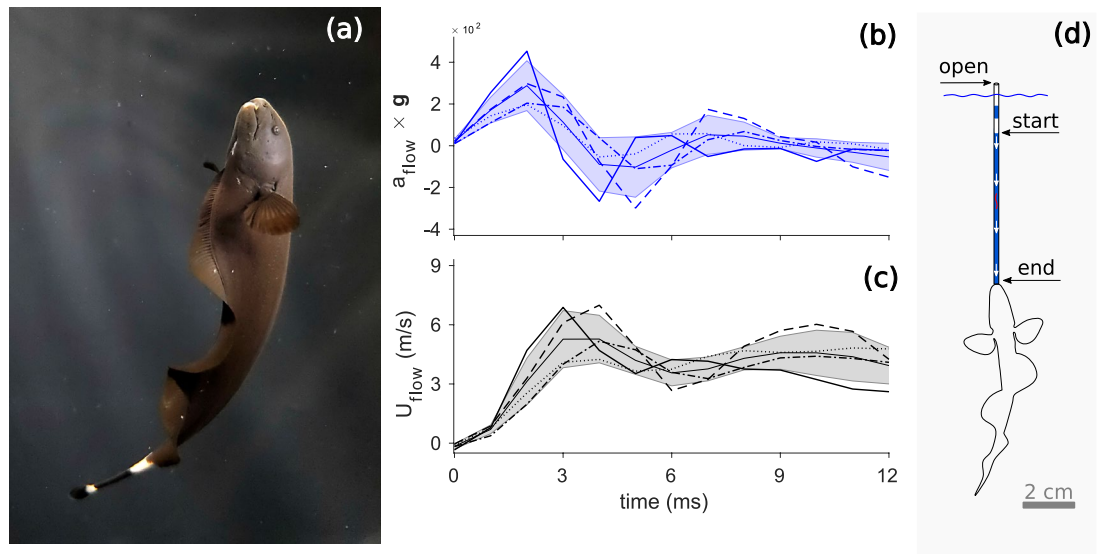 (a)
× 10²
(b)
4
2
0
-2
-4
a_flow × g
(c)
9
6
3
0
U_flow (m/s)
0 3 6 9 12
time (ms)
(d)
open
start
end
2 cm